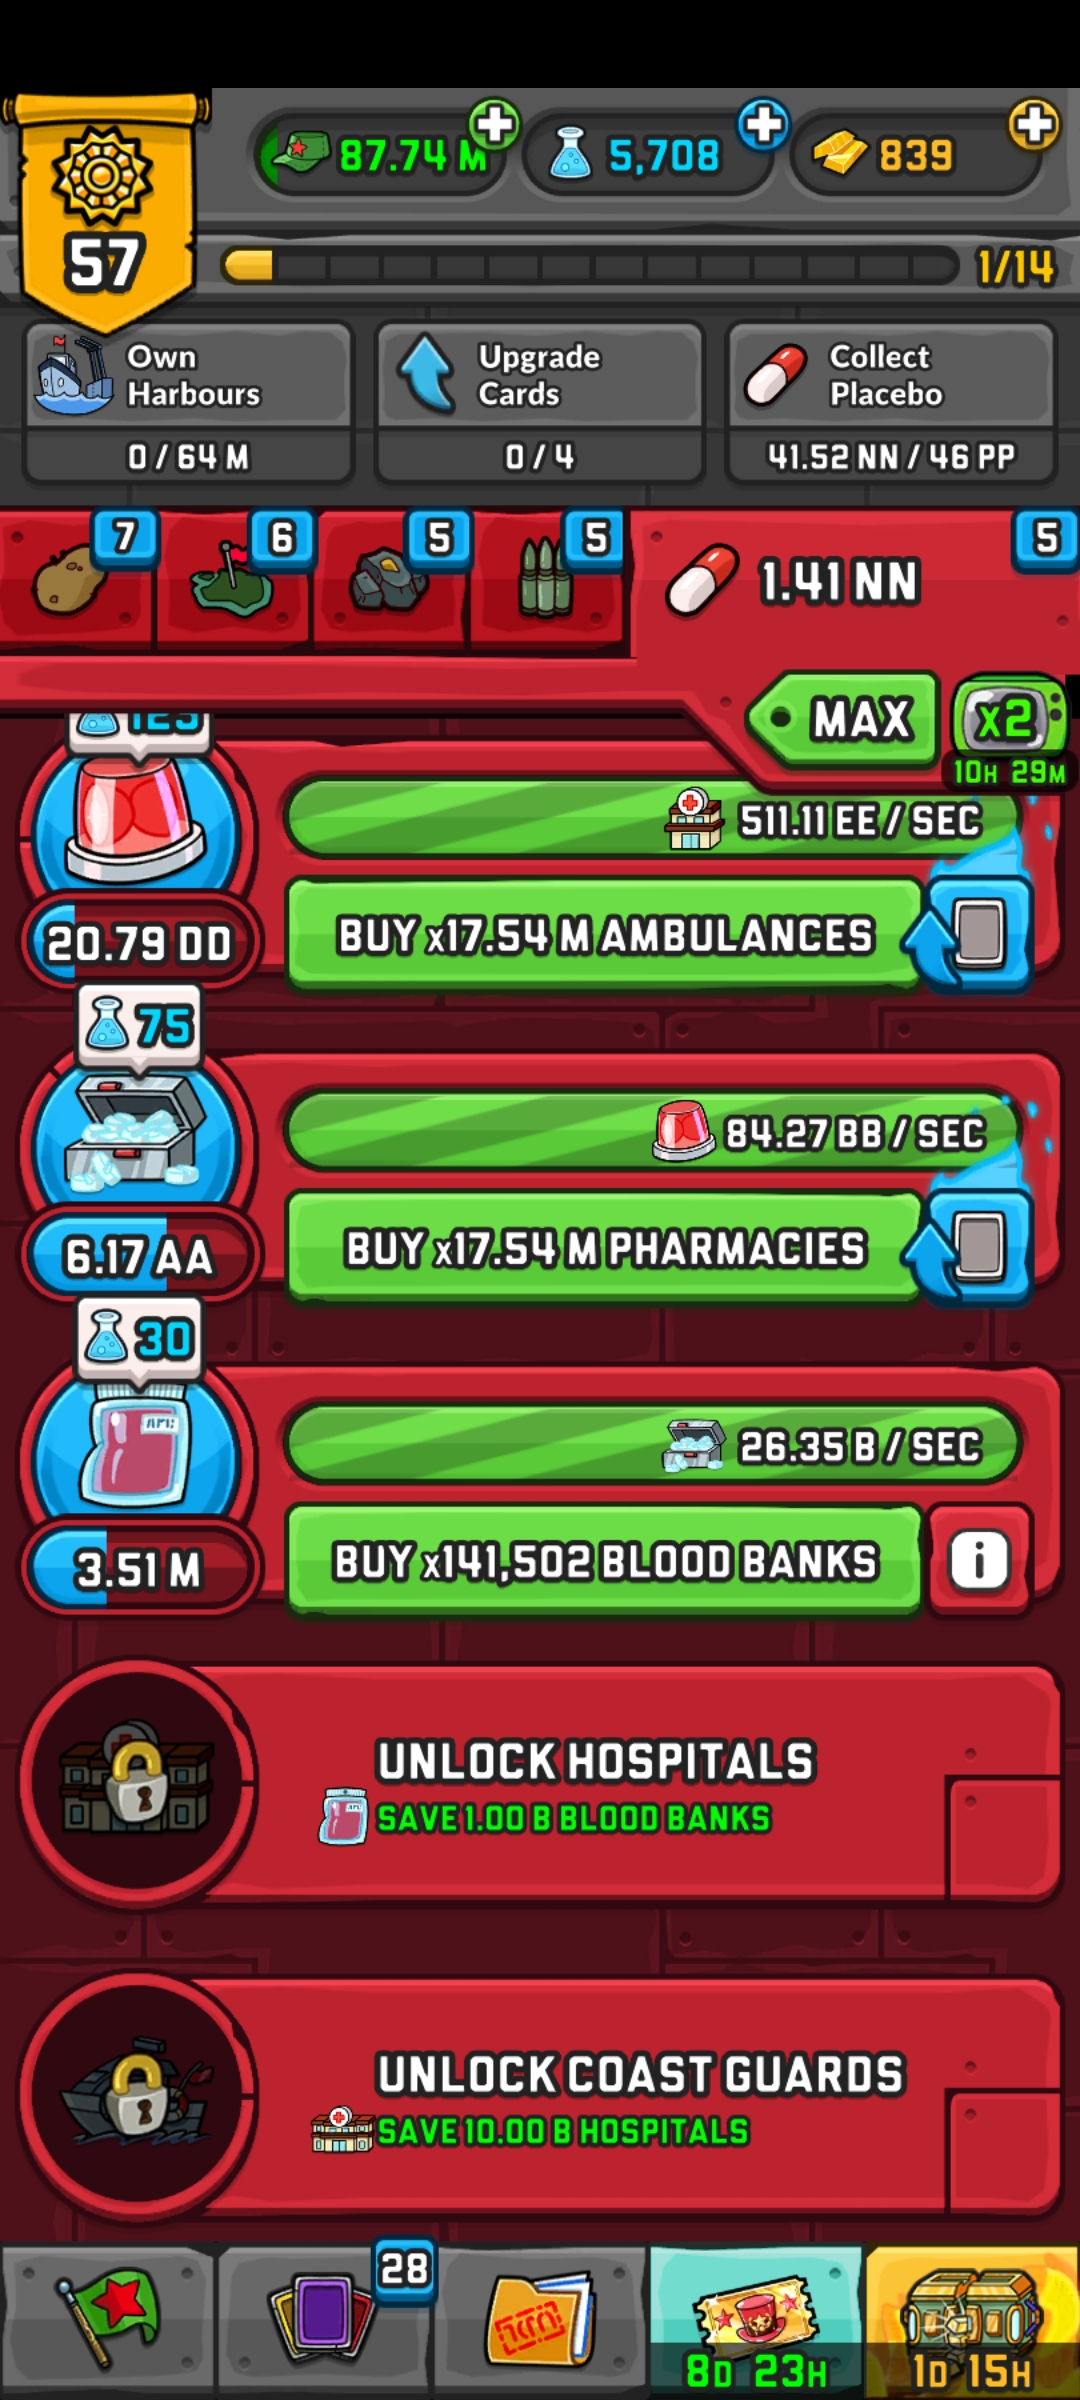 57
87.74 M
5,708
839
1/14
Own
Harbours
0 / 64 M
Upgrade
Cards
0 / 4
Collect
Placebo
41.52 NN / 46 PP
7
6
5
5
1.41 NN
5
MAX
x2
10H 29M
125
511.11 EE / SEC
20.79 DD
BUY x17.54 M AMBULANCES
75
84.27 BB / SEC
6.17 AA
BUY x17.54 M PHARMACIES
30
26.35 B / SEC
3.51 M
BUY x141,502 BLOOD BANKS
i
UNLOCK HOSPITALS
SAVE 1.00 B BLOOD BANKS
UNLOCK COAST GUARDS
SAVE 10.00 B HOSPITALS
28
8D 23H
1D 15H